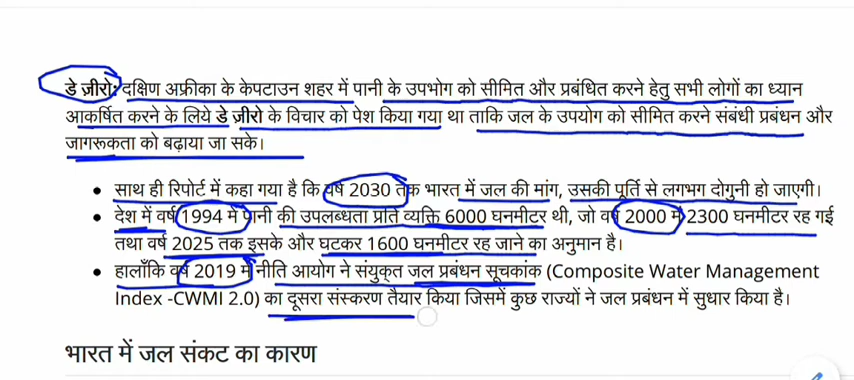 डे ज़ीरो: दक्षिण अफ्रीका के केपटाउन शहर में पानी के उपभोग को सीमित और प्रबंधित करने हेतु सभी लोगों का ध्यान
आकर्षित करने के लिये डे ज़ीरो के विचार को पेश किया गया था ताकि जल के उपयोग को सीमित करने संबंधी प्रबंधन और
जागरूकता को बढ़ाया जा सके।
• साथ ही रिपोर्ट में कहा गया है कि वर्ष 2030 तक भारत में जल की मांग, उसकी पूर्ति से लगभग दोगुनी हो जाएगी।
• देश में वर्ष 1994 में पानी की उपलब्धता प्रति व्यक्ति 6000 घनमीटर थी, जो वर्ष 2000 में 2300 घनमीटर रह गई
तथा वर्ष 2025 तक इसके और घटकर 1600 घनमीटर रह जाने का अनुमान है।
• हालाँकि वर्ष 2019 में नीति आयोग ने संयुक्त जल प्रबंधन सूचकांक (Composite Water Management
Index -CWMI 2.0) का दूसरा संस्करण तैयार किया जिसमें कुछ राज्यों ने जल प्रबंधन में सुधार किया है।
भारत में जल संकट का कारण